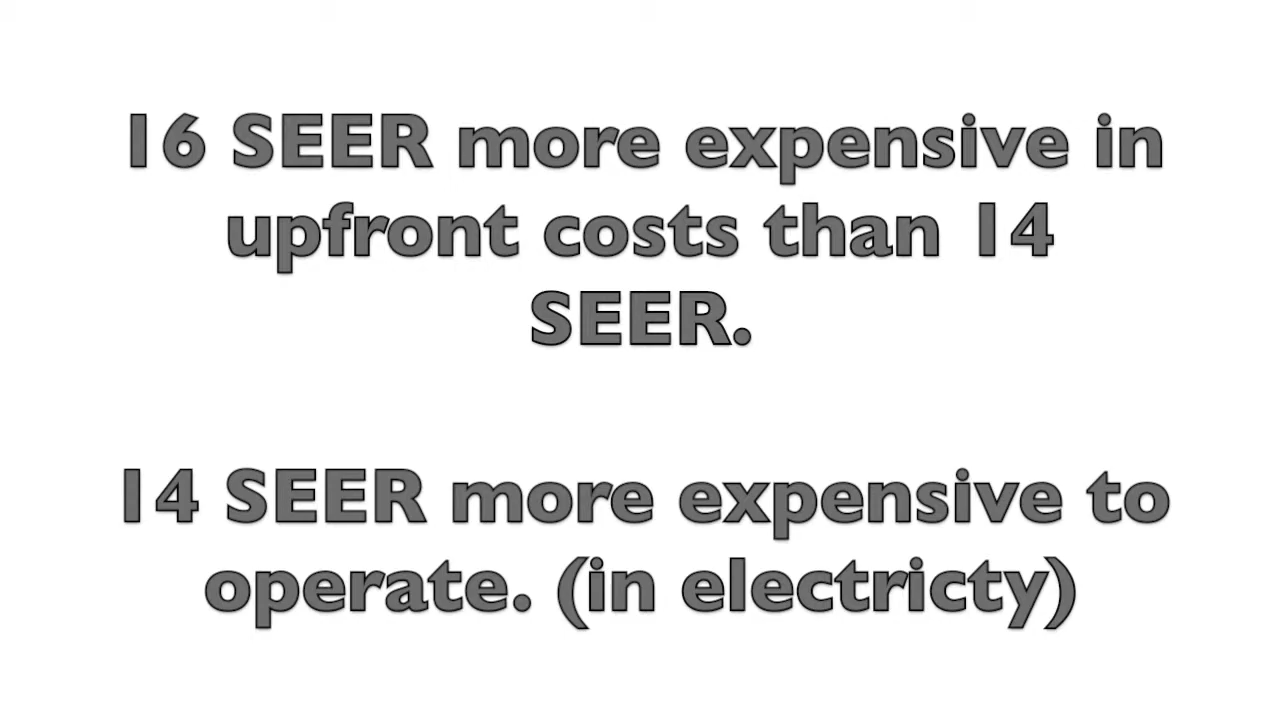 16 SEER more expensive in
upfront costs than 14
SEER.
14 SEER more expensive to
operate. (in electricty)